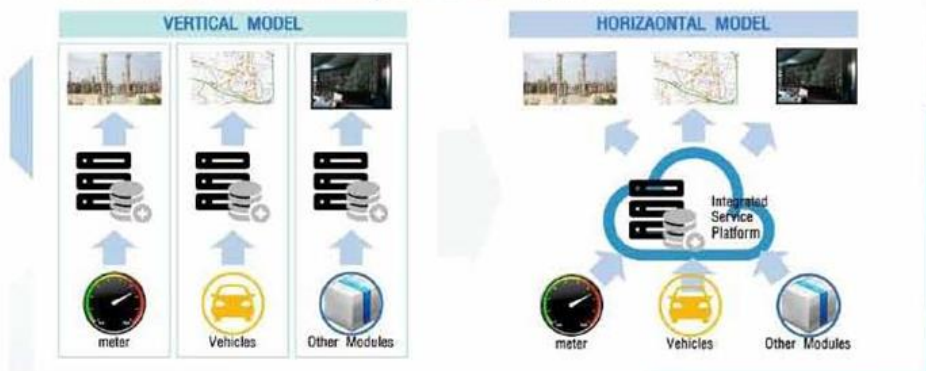 VERTICAL MODEL
HORIZAONTAL MODEL
Integrated
Service
Platform
meter
Vehicles
Other Modules
meter
Vehicles
Other Modules